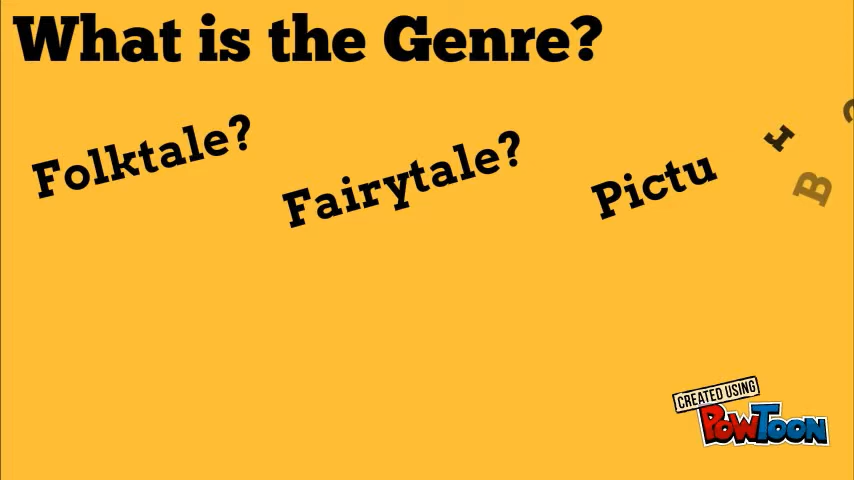 What is the Genre?
Folktale? Fairytale? Pictu r B
CREATED USING
POWTOON